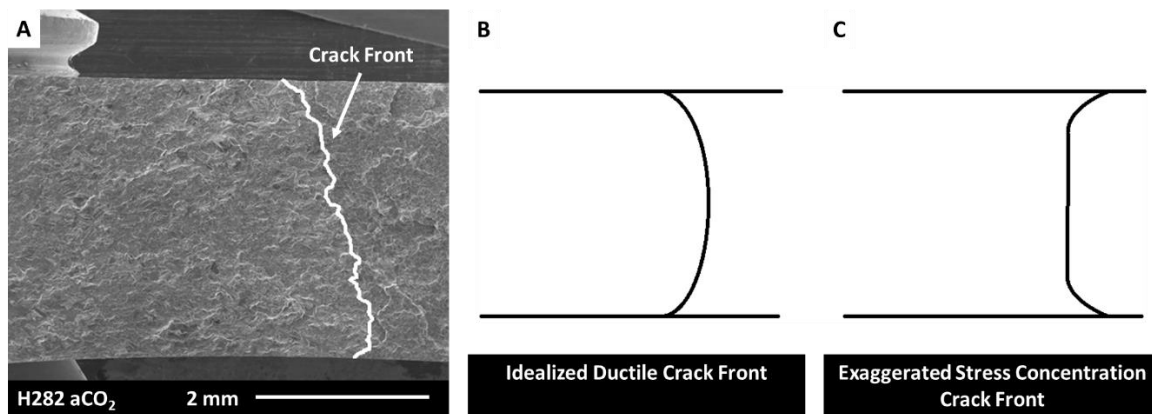 A
Crack Front
H282 aCO₂
2 mm
B
Idealized Ductile Crack Front
C
Exaggerated Stress Concentration
Crack Front